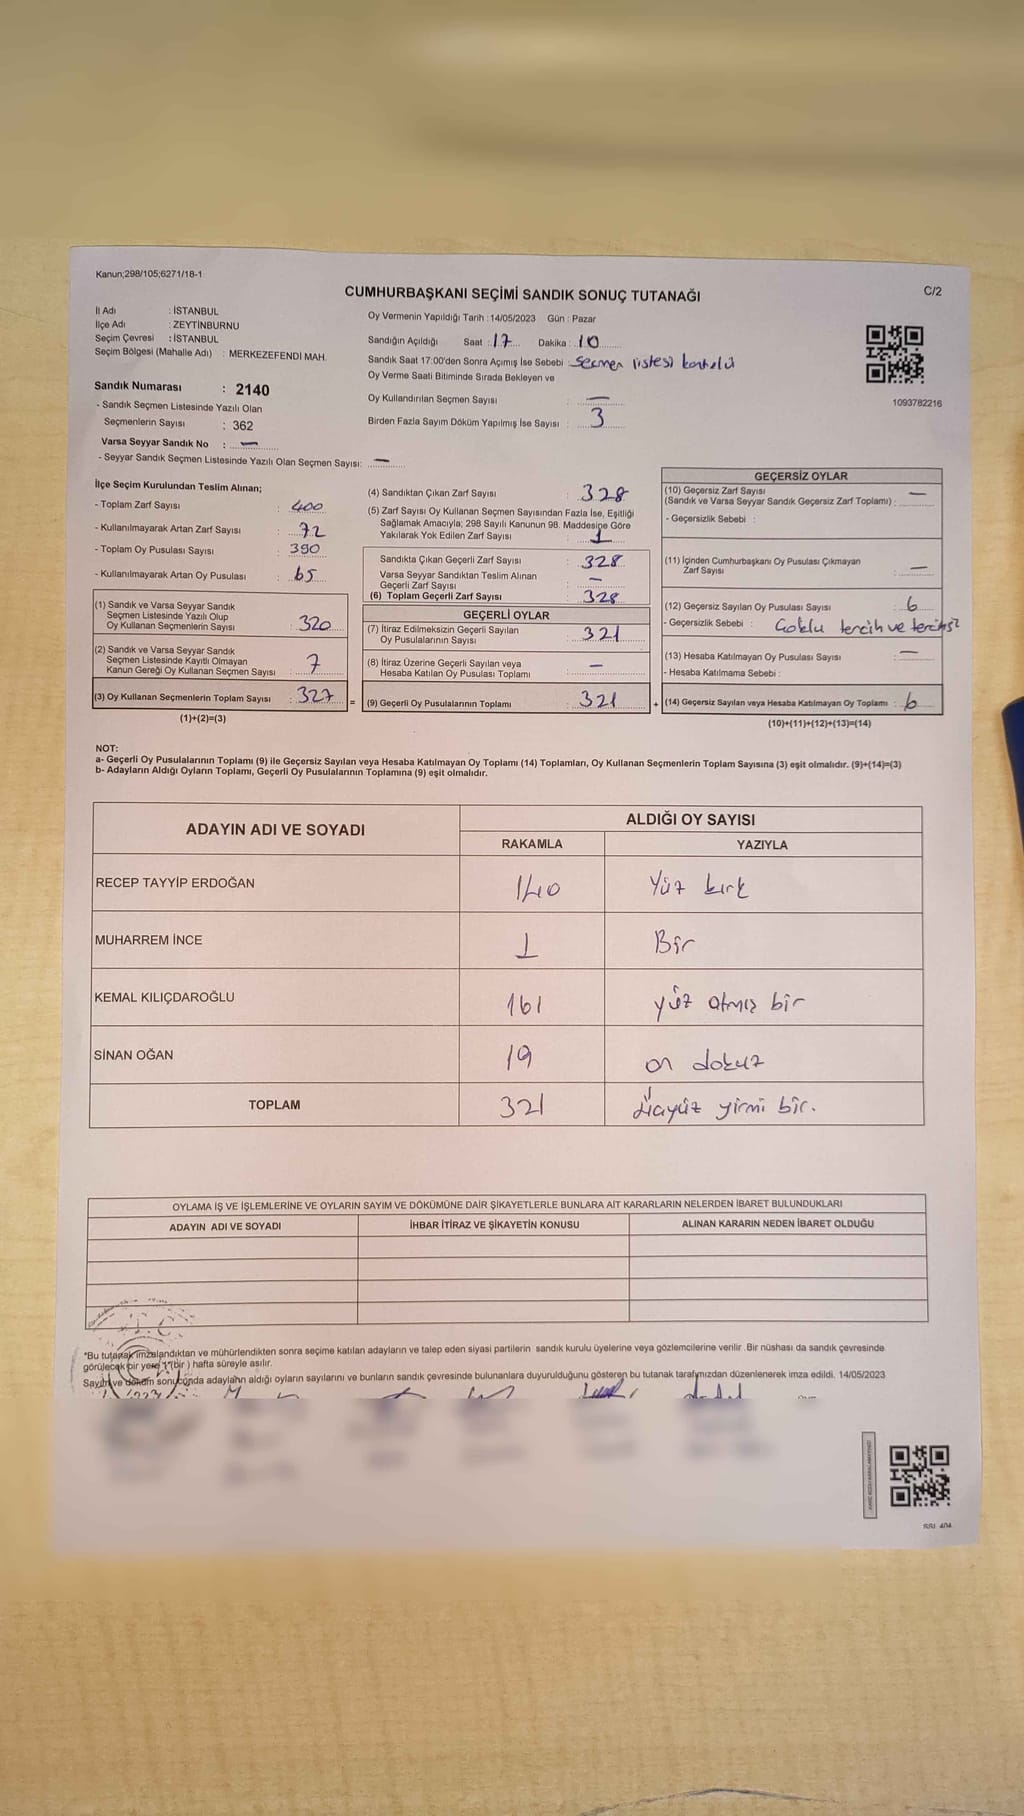 Kanun;298/105;6271/18-1
CUMHURBAŞKANI SEÇİMİ SANDIK SONUÇ TUTANAĞI
C/2
İl Adı : İSTANBUL
İlçe Adı : ZEYTİNBURNU
Seçim Çevresi : İSTANBUL
Seçim Bölgesi (Mahalle Adı) : MERKEZEFENDİ MAH.
Sandık Numarası : 2140
- Sandık Seçmen Listesinde Yazılı Olan
Seçmenlerin Sayısı : 362
Varsa Seyyar Sandık No : —
- Seyyar Sandık Seçmen Listesinde Yazılı Olan Seçmen Sayısı: —
Oy Vermenin Yapıldığı Tarih : 14/05/2023 Gün : Pazar
Sandığın Açıldığı Saat : 17 Dakika : 10
Sandık Saat 17:00'den Sonra Açımış İse Sebebi : Seçmen listesi kontrolü
Oy Verme Saati Bitiminde Sırada Bekleyen ve
Oy Kullandırılan Seçmen Sayısı : —
Birden Fazla Sayım Döküm Yapılmış İse Sayısı : 3
1093782216
İlçe Seçim Kurulundan Teslim Alınan;
- Toplam Zarf Sayısı : 400
- Kullanılmayarak Artan Zarf Sayısı : 72
- Toplam Oy Pusulası Sayısı : 390
- Kullanılmayarak Artan Oy Pusulası : 65
(1) Sandık ve Varsa Seyyar Sandık
Seçmen Listesinde Yazılı Olup
Oy Kullanan Seçmenlerin Sayısı : 320
(2) Sandık ve Varsa Seyyar Sandık
Seçmen Listesinde Kayıtlı Olmayan
Kanun Gereği Oy Kullanan Seçmen Sayısı : 7
(3) Oy Kullanan Seçmenlerin Toplam Sayısı : 327 =
(1)+(2)=(3)
(4) Sandıktan Çıkan Zarf Sayısı : 328
(5) Zarf Sayısı Oy Kullanan Seçmen Sayısından Fazla İse, Eşitliği
Sağlamak Amacıyla; 298 Sayılı Kanunun 98. Maddesine Göre
Yakılarak Yok Edilen Zarf Sayısı : 1
Sandıkta Çıkan Geçerli Zarf Sayısı : 328
Varsa Seyyar Sandıktan Teslim Alınan
Geçerli Zarf Sayısı : —
(6) Toplam Geçerli Zarf Sayısı : 328
GEÇERLİ OYLAR
(7) İtiraz Edilmeksizin Geçerli Sayılan
Oy Pusulalarının Sayısı : 321
(8) İtiraz Üzerine Geçerli Sayılan veya
Hesaba Katılan Oy Pusulası Toplamı : —
(9) Geçerli Oy Pusulalarının Toplamı : 321 +
GEÇERSİZ OYLAR
(10) Geçersiz Zarf Sayısı
(Sandık ve Varsa Seyyar Sandık Geçersiz Zarf Toplamı) : —
- Geçersizlik Sebebi :
(11) İçinden Cumhurbaşkanı Oy Pusulası Çıkmayan
Zarf Sayısı : —
(12) Geçersiz Sayılan Oy Pusulası Sayısı : 6
- Geçersizlik Sebebi : Çoklu tercih ve tercihsiz
(13) Hesaba Katılmayan Oy Pusulası Sayısı : —
- Hesaba Katılmama Sebebi :
(14) Geçersiz Sayılan veya Hesaba Katılmayan Oy Toplamı : 6
(10)+(11)+(12)+(13)=(14)
NOT:
a- Geçerli Oy Pusulalarının Toplamı (9) ile Geçersiz Sayılan veya Hesaba Katılmayan Oy Toplamı (14) Toplamları, Oy Kullanan Seçmenlerin Toplam Sayısına (3) eşit olmalıdır. (9)+(14)=(3)
b- Adayların Aldığı Oyların Toplamı, Geçerli Oy Pusulalarının Toplamına (9) eşit olmalıdır.
ADAYIN ADI VE SOYADI ALDIĞI OY SAYISI
RAKAMLA YAZIYLA
RECEP TAYYİP ERDOĞAN 140 Yüz kırk
MUHARREM İNCE 1 Bir
KEMAL KILIÇDAROĞLU 161 yüz atmış bir
SİNAN OĞAN 19 on dokuz
TOPLAM 321 üçyüz yirmi bir.
OYLAMA İŞ VE İŞLEMLERİNE VE OYLARIN SAYIM VE DÖKÜMÜNE DAİR ŞİKAYETLERLE BUNLARA AİT KARARLARIN NELERDEN İBARET BULUNDUKLARI
ADAYIN ADI VE SOYADI İHBAR İTİRAZ VE ŞİKAYETİN KONUSU ALINAN KARARIN NEDEN İBARET OLDUĞU
*Bu tutanak imzalandıktan ve mühürlendikten sonra seçime katılan adayların ve talep eden siyasi partilerin sandık kurulu üyelerine veya gözlemcilerine verilir .Bir nüshası da sandık çevresinde
görülecek bir yere 1 (bir ) hafta süreyle asılır.
Sayım ve döküm sonucunda adayların aldığı oyların sayılarını ve bunların sandık çevresinde bulunanlara duyurulduğunu gösteren bu tutanak tarafımızdan düzenlenerek imza edildi. 14/05/2023